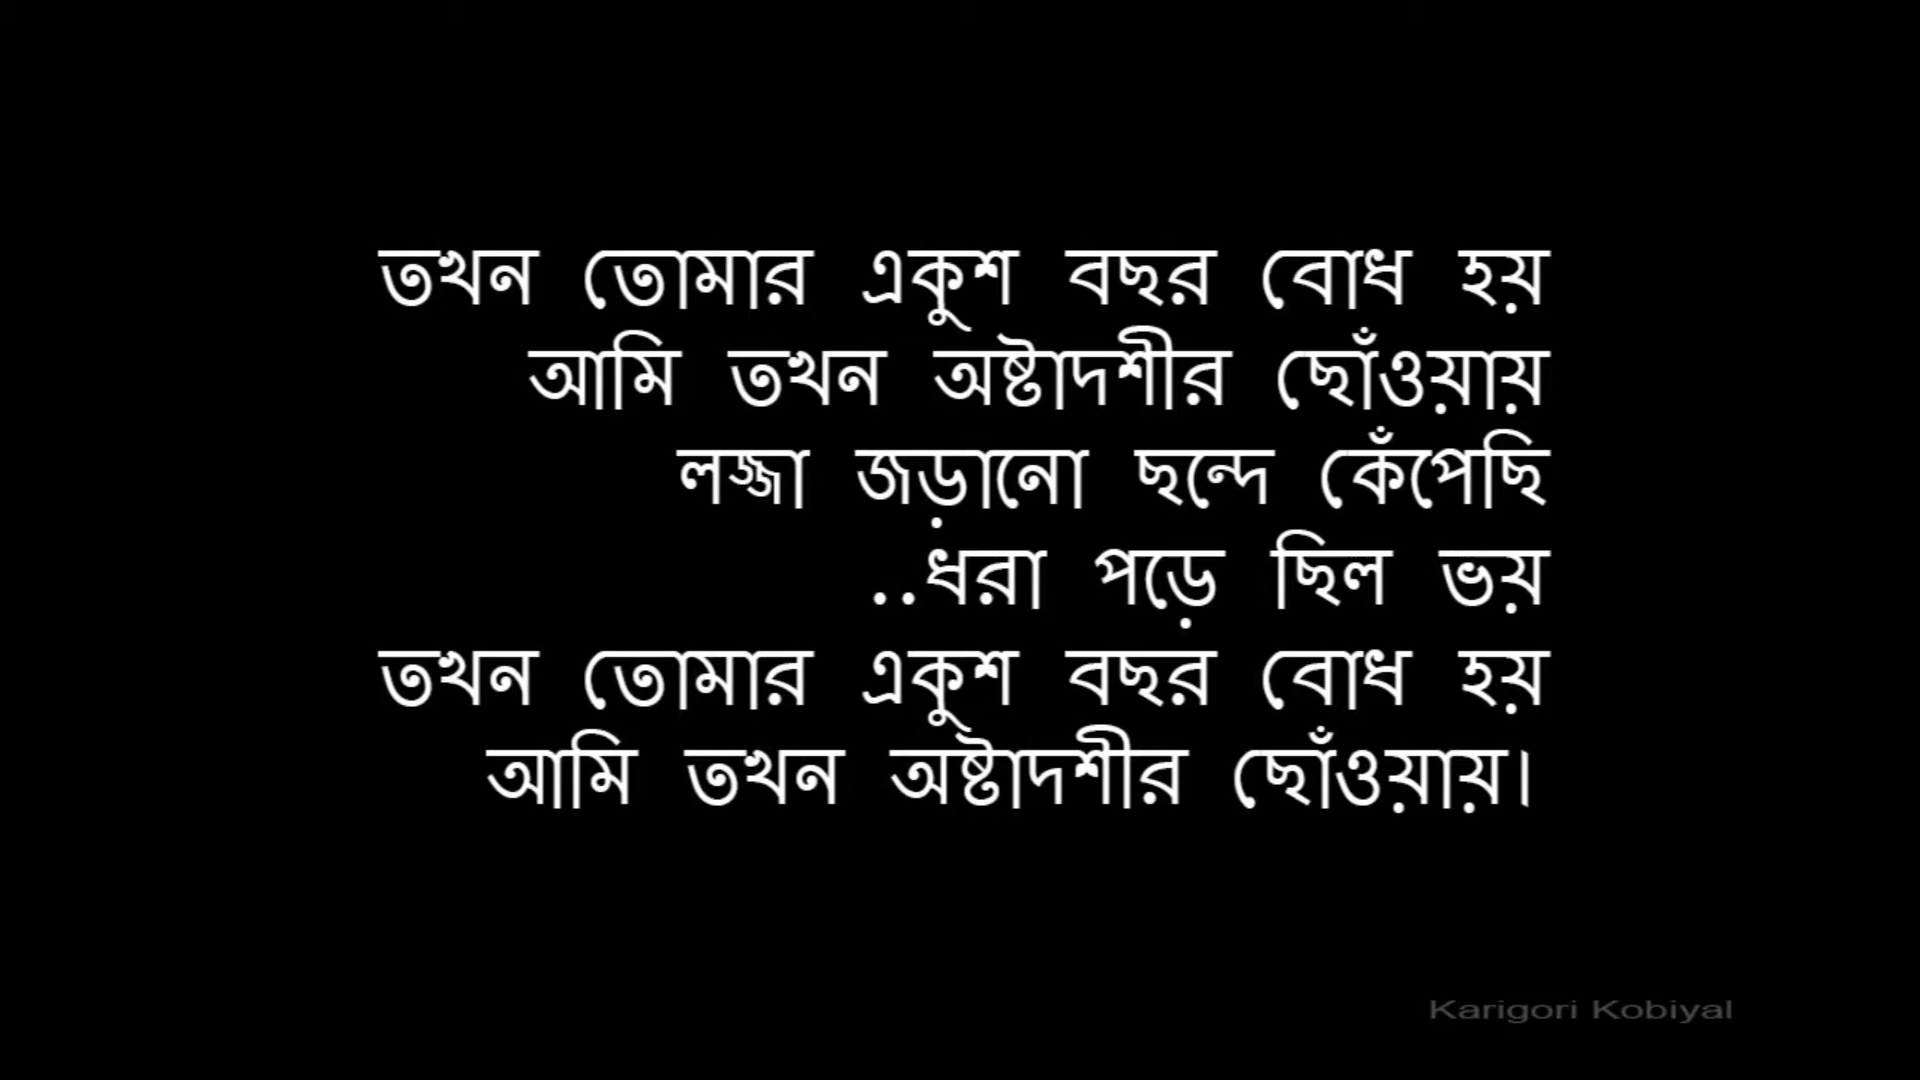 তখন তোমার একুশ বছর বোধ হয়
আমি তখন অষ্টাদশীর ছোঁওয়ায়
লজ্জা জড়ানো ছন্দে কেঁপেছি
..ধরা পড়ে ছিল ভয়
তখন তোমার একুশ বছর বোধ হয়
আমি তখন অষ্টাদশীর ছোঁওয়ায়।
Karigori Kobiyal